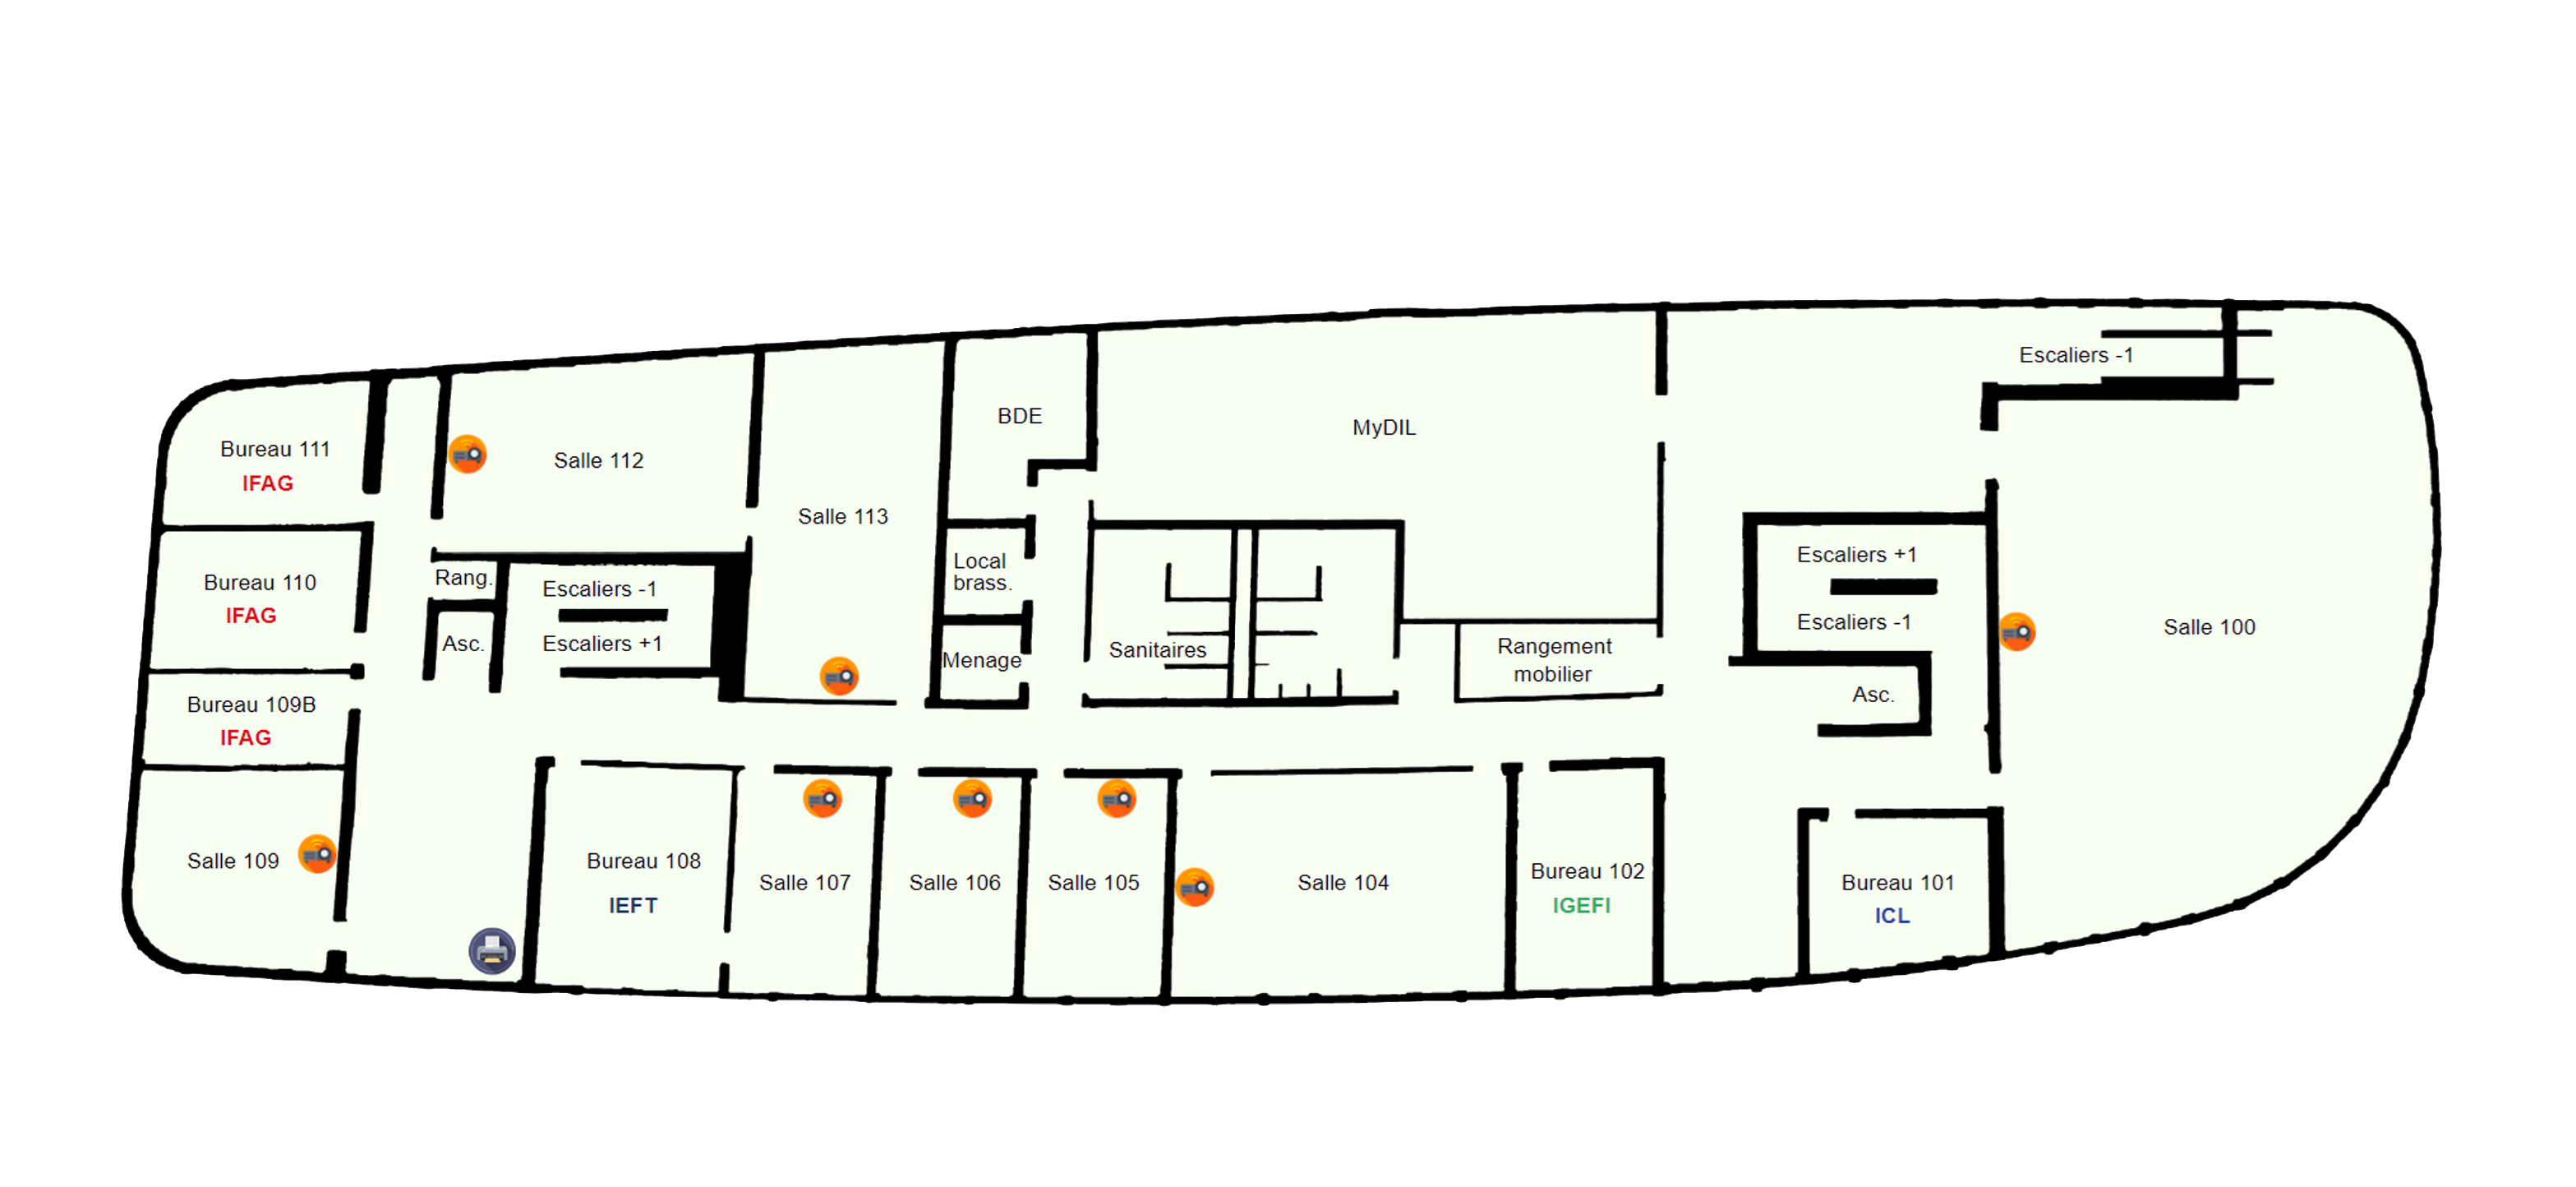 Escaliers -1
Bureau 111
IFAG
Salle 112
Salle 113
BDE
MyDIL
Bureau 110
IFAG
Rang.
Asc.
Escaliers -1
Escaliers +1
Local
brass.
Menage
Sanitaires
Rangement
mobilier
Escaliers +1
Escaliers -1
Asc.
Salle 100
Bureau 109B
IFAG
Salle 109
Bureau 108
IEFT
Salle 107
Salle 106
Salle 105
Salle 104
Bureau 102
IGEFI
Bureau 101
ICL